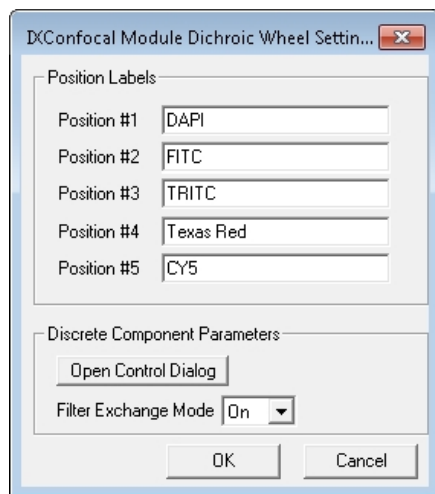 IXConfocal Module Dichroic Wheel Settin...
Position Labels
Position #1 DAPI
Position #2 FITC
Position #3 TRITC
Position #4 Texas Red
Position #5 CY5
Discrete Component Parameters
Open Control Dialog
Filter Exchange Mode On
OK Cancel